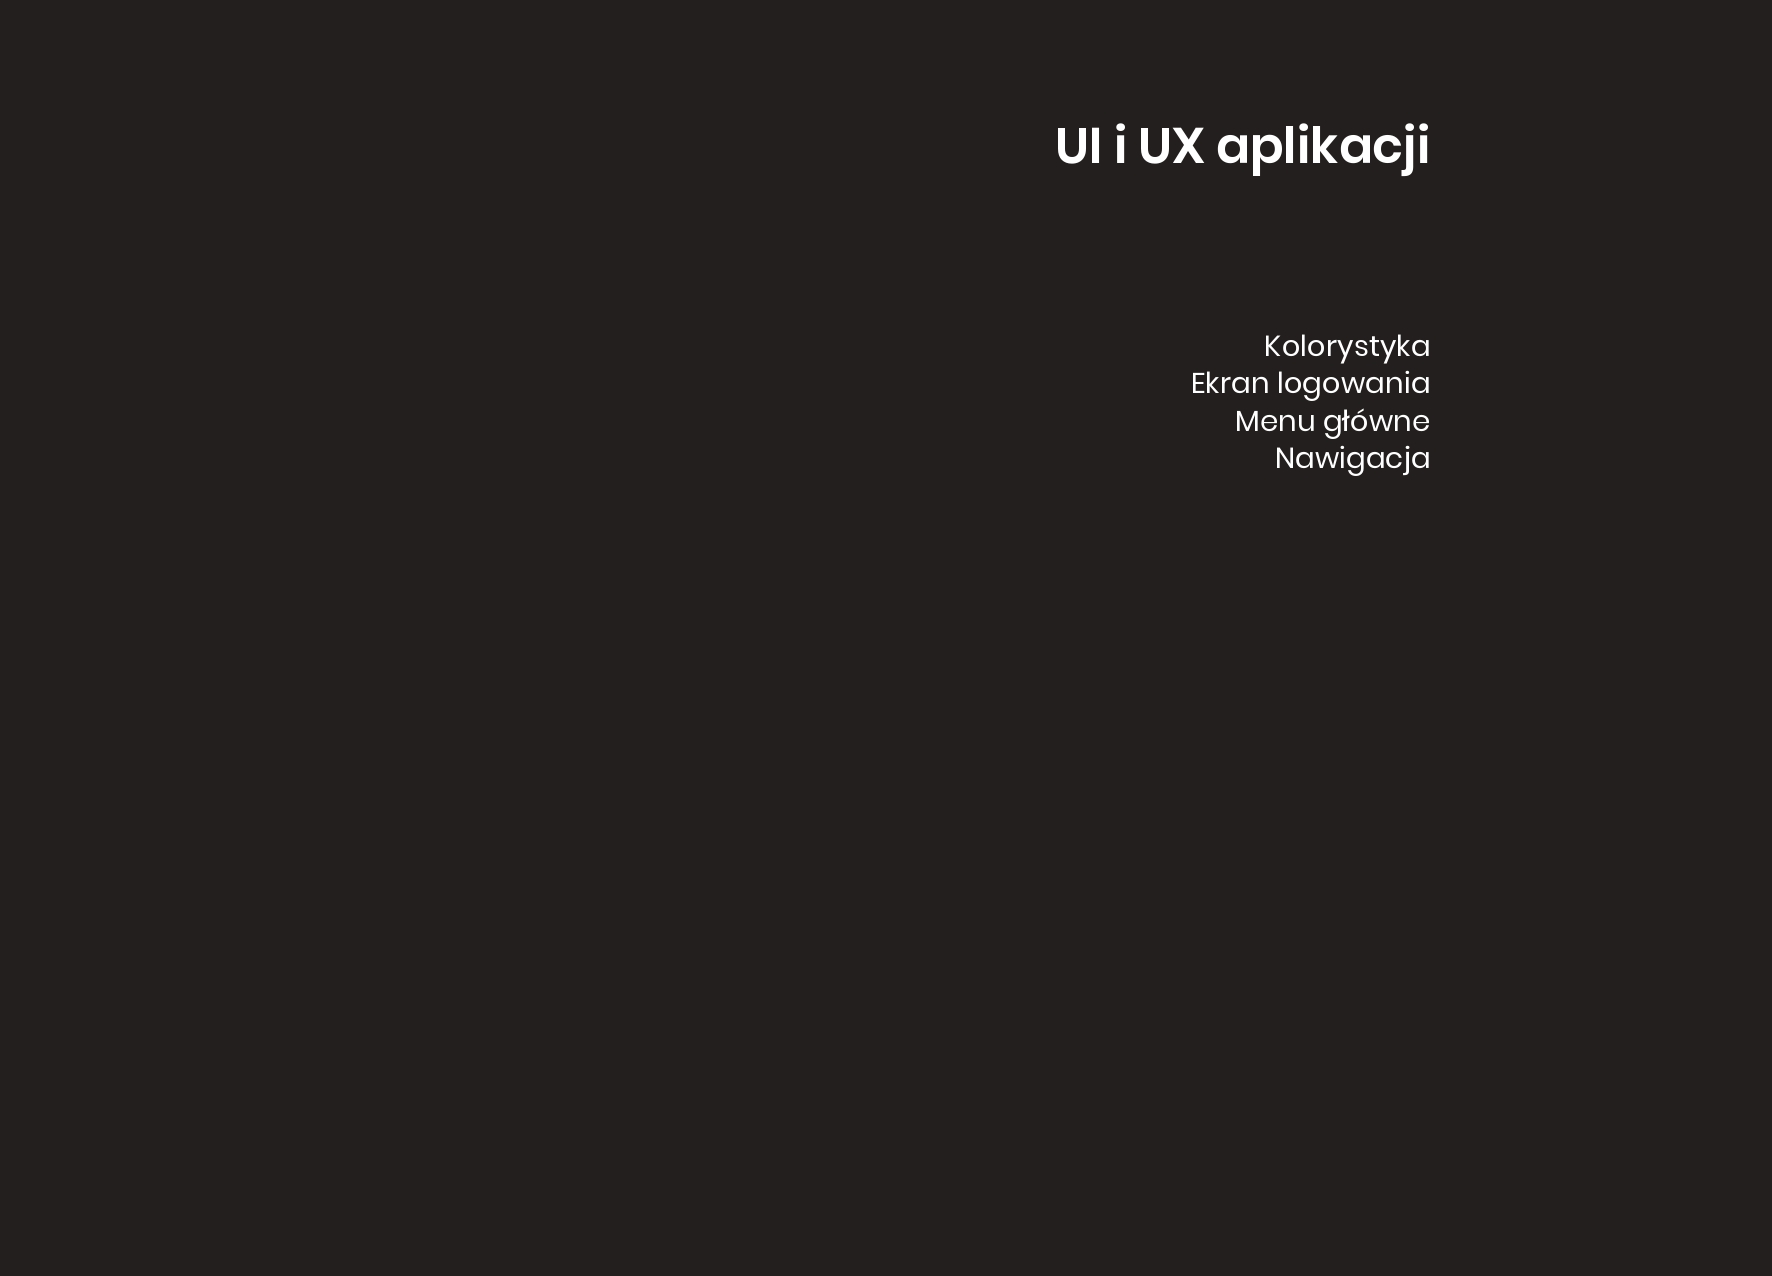 UI i UX aplikacji
Kolorystyka
Ekran logowania
Menu główne
Nawigacja